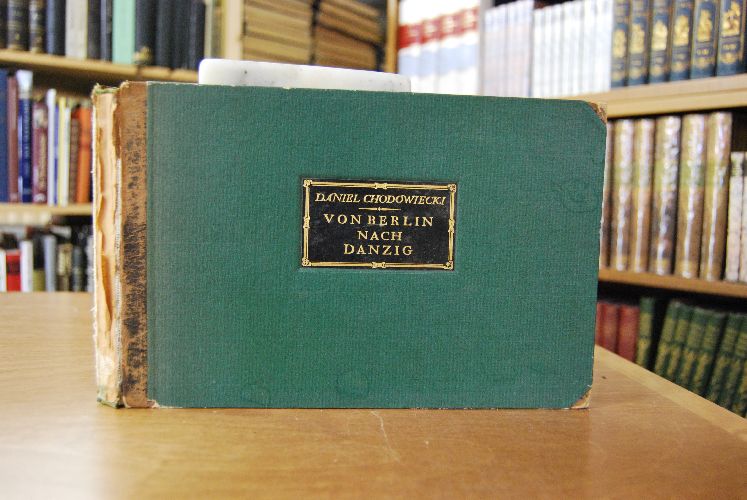 DANIEL CHODOWIECKI
VON BERLIN
NACH
DANZIG